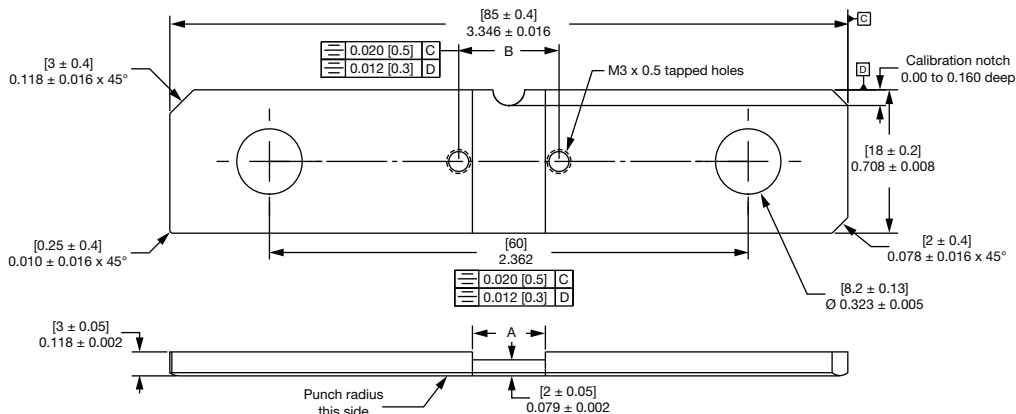 [85 ± 0.4]
3.346 ± 0.016
C
0.020 [0.5] C
0.012 [0.3] D
B
[3 ± 0.4]
0.118 ± 0.016 x 45°
M3 x 0.5 tapped holes
D
Calibration notch
0.00 to 0.160 deep
[18 ± 0.2]
0.708 ± 0.008
[0.25 ± 0.4]
0.010 ± 0.016 x 45°
[60]
2.362
0.020 [0.5] C
0.012 [0.3] D
[2 ± 0.4]
0.078 ± 0.016 x 45°
[8.2 ± 0.13]
Ø 0.323 ± 0.005
[3 ± 0.05]
0.118 ± 0.002
A
Punch radius
this side
[2 ± 0.05]
0.079 ± 0.002